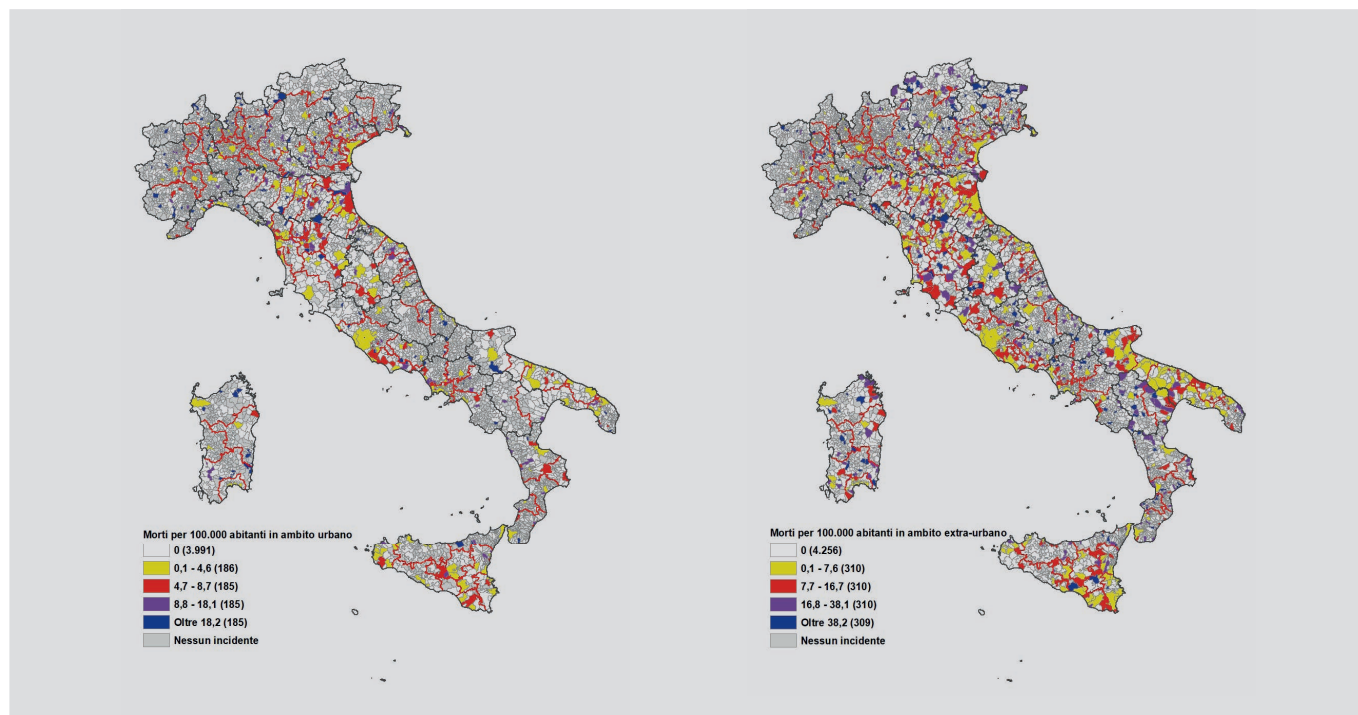 Morti per 100.000 abitanti in ambito urbano
0 (3.991)
0,1 - 4,6 (186)
4,7 - 8,7 (185)
8,8 - 18,1 (185)
Oltre 18,2 (185)
Nessun incidente
Morti per 100.000 abitanti in ambito extra-urbano
0 (4.256)
0,1 - 7,6 (310)
7,7 - 16,7 (310)
16,8 - 38,1 (310)
Oltre 38,2 (309)
Nessun incidente